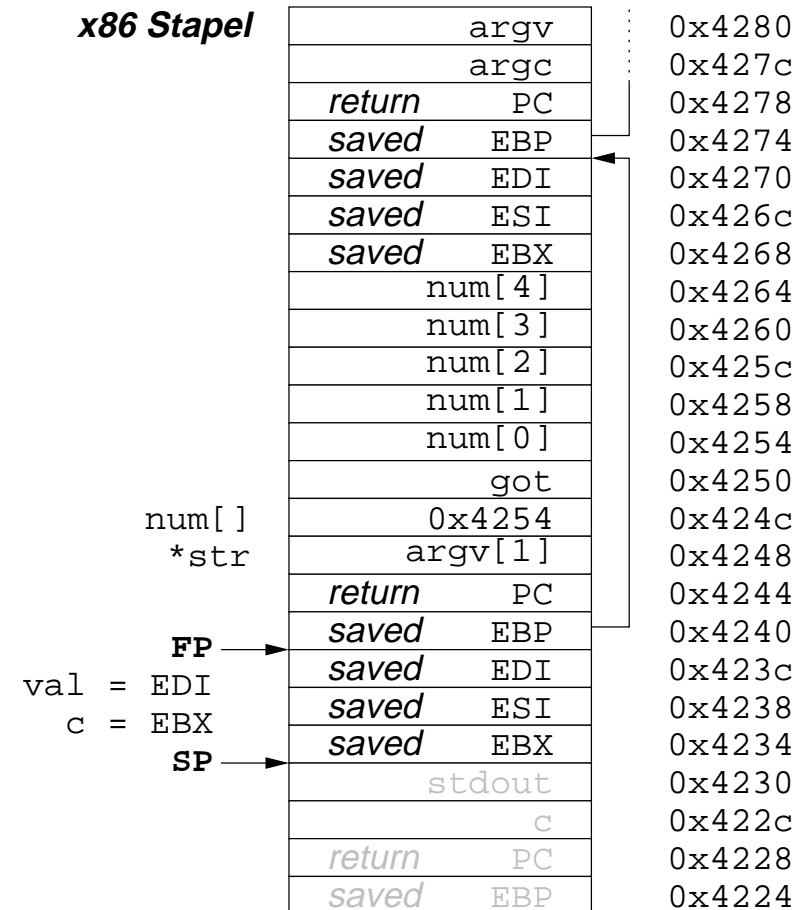 x86 Stapel argv 0x4280
argc 0x427c
return PC 0x4278
saved EBP 0x4274
saved EDI 0x4270
saved ESI 0x426c
saved EBX 0x4268
num[4] 0x4264
num[3] 0x4260
num[2] 0x425c
num[1] 0x4258
num[0] 0x4254
got 0x4250
num[] 0x4254 0x424c
*str argv[1] 0x4248
return PC 0x4244
saved EBP 0x4240
FP
saved EDI 0x423c
val = EDI
saved ESI 0x4238
c = EBX
saved EBX 0x4234
SP
stdout 0x4230
c 0x422c
return PC 0x4228
saved EBP 0x4224